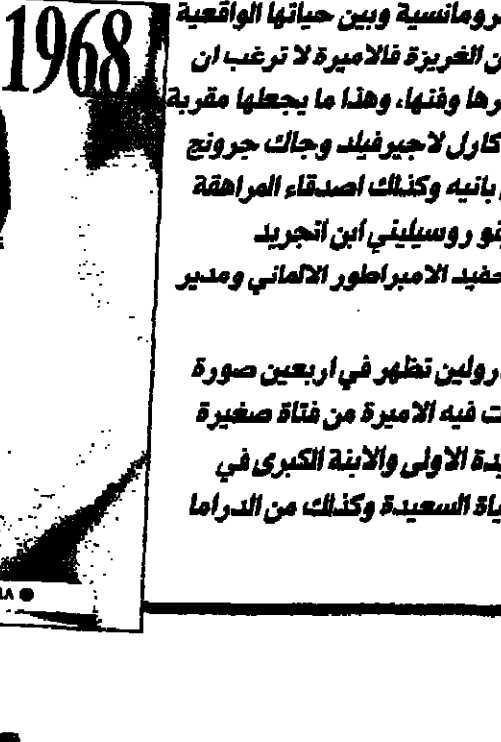 1968
رومانسية وبين حياتها الواقعية
ن الغريزة فالاميرة لا ترغب ان
رها وفنها، وهذا ما يجعلها مقربة
كارل لاجيرفيلد وجاك جرونج
بانيه وكذلك اصدقاء المراهقة
نو روسيليني ابن انجريد
حفيد الامبراطور الالماني ومدير
رولين تظهر في اربعين صورة
ت فيه الاميرة من فتاة صغيرة
يدة الاولى والابنة الكبرى في
ياة السعيدة وكذلك من الدراما